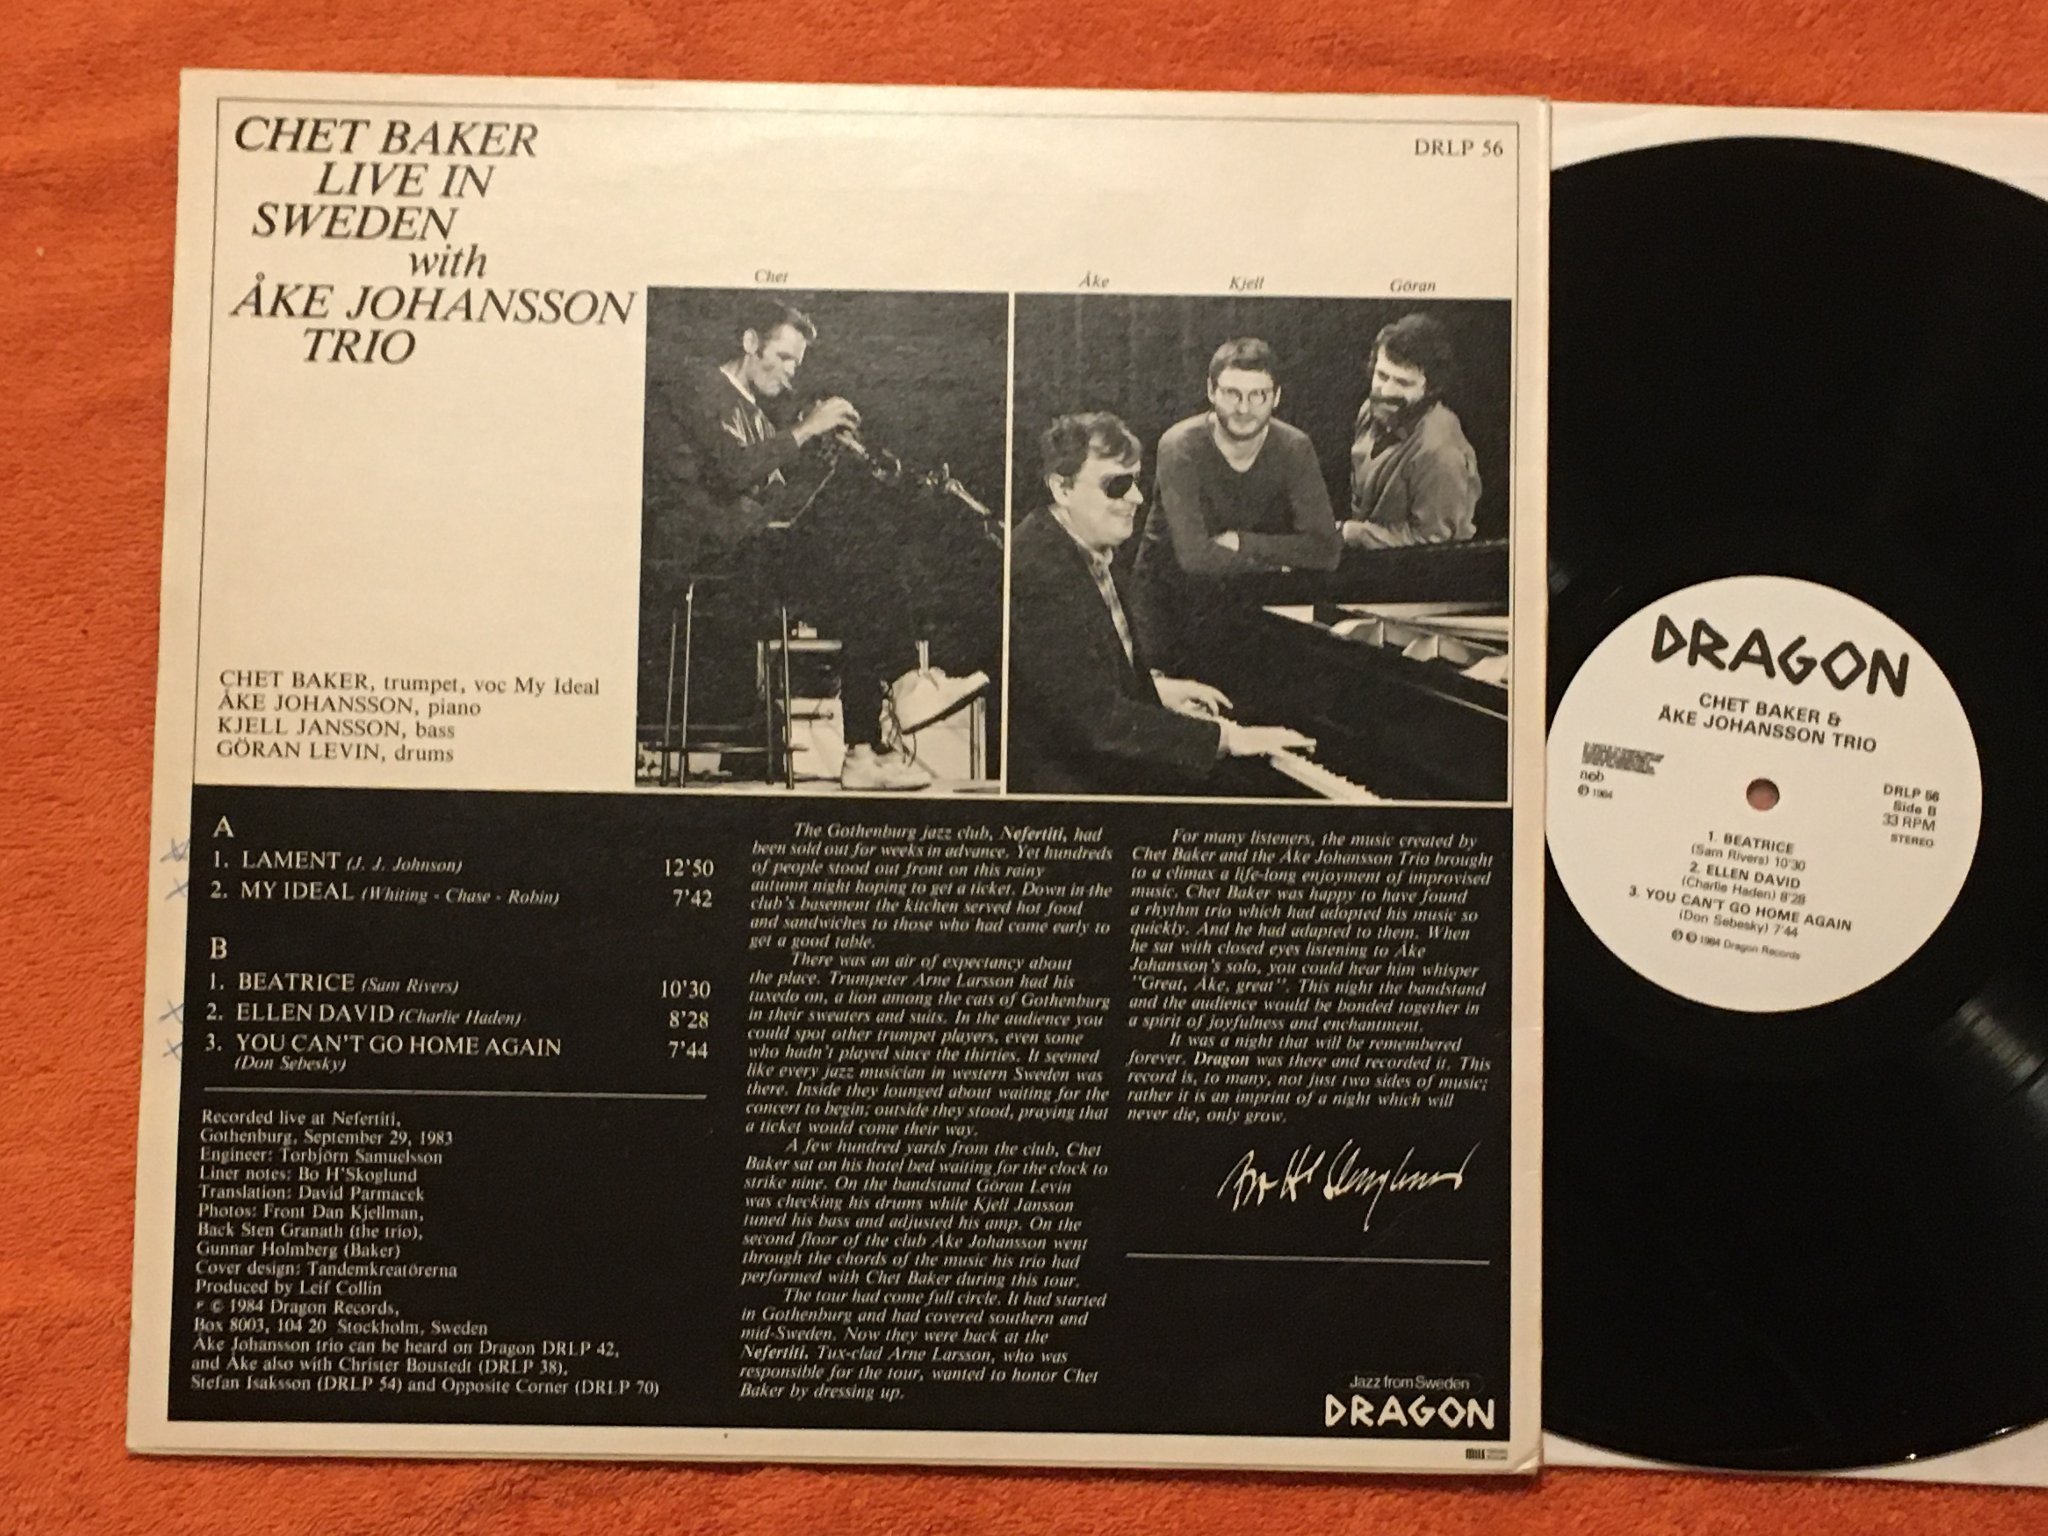 CHET BAKER
LIVE IN
SWEDEN
with
ÅKE JOHANSSON
TRIO
DRLP 56
Chet
Åke
Kjell
Göran
CHET BAKER, trumpet, voc My Ideal
ÅKE JOHANSSON, piano
KJELL JANSSON, bass
GÖRAN LEVIN, drums
A
1. LAMENT (J. J. Johnson) 12'50
2. MY IDEAL (Whiting - Chase - Robin) 7'42
B
1. BEATRICE (Sam Rivers) 10'30
2. ELLEN DAVID (Charlie Haden) 8'28
3. YOU CAN'T GO HOME AGAIN 7'44
(Don Sebesky)
Recorded live at Nefertiti,
Gothenburg, September 29, 1983
Engineer: Torbjörn Samuelsson
Liner notes: Bo H'Skoglund
Translation: David Parmacek
Photos: Front Dan Kjellman,
Back Sten Granath (the trio),
Gunnar Holmberg (Baker)
Cover design: Tandemkreatörerna
Produced by Leif Collin
P © 1984 Dragon Records,
Box 8003, 104 20 Stockholm, Sweden
Åke Johansson trio can be heard on Dragon DRLP 42,
and Åke also with Christer Boustedt (DRLP 38),
Stefan Isaksson (DRLP 54) and Opposite Corner (DRLP 70)
The Gothenburg jazz club, Nefertiti, had
been sold out for weeks in advance. Yet hundreds
of people stood out front on this rainy
autumn night hoping to get a ticket. Down in the
club's basement the kitchen served hot food
and sandwiches to those who had come early to
get a good table.
There was an air of expectancy about
the place. Trumpeter Arne Larsson had his
tuxedo on, a lion among the cats of Gothenburg
in their sweaters and suits. In the audience you
could spot other trumpet players, even some
who hadn't played since the thirties. It seemed
like every jazz musician in western Sweden was
there. Inside they lounged about waiting for the
concert to begin; outside they stood, praying that
a ticket would come their way.
A few hundred yards from the club, Chet
Baker sat on his hotel bed waiting for the clock to
strike nine. On the bandstand Göran Levin
was checking his drums while Kjell Jansson
tuned his bass and adjusted his amp. On the
second floor of the club Åke Johansson went
through the chords of the music his trio had
performed with Chet Baker during this tour.
The tour had come full circle. It had started
in Gothenburg and had covered southern and
mid-Sweden. Now they were back at the
Nefertiti. Tux-clad Arne Larsson, who was
responsible for the tour, wanted to honor Chet
Baker by dressing up.
For many listeners, the music created by
Chet Baker and the Åke Johansson Trio brought
to a climax a life-long enjoyment of improvised
music. Chet Baker was happy to have found
a rhythm trio which had adopted his music so
quickly. And he had adapted to them. When
he sat with closed eyes listening to Åke
Johansson's solo, you could hear him whisper
"Great, Åke, great". This night the bandstand
and the audience would be bonded together in
a spirit of joyfulness and enchantment.
It was a night that will be remembered
forever. Dragon was there and recorded it. This
record is, to many, not just two sides of music;
rather it is an imprint of a night which will
never die, only grow.
Jazz from Sweden
DRAGON
DRAGON
CHET BAKER &
ÅKE JOHANSSON TRIO
ncb
Ⓟ 1984
DRLP 56
Side B
33 RPM
STEREO
1. BEATRICE
(Sam Rivers) 10'30
2. ELLEN DAVID
(Charlie Haden) 8'28
3. YOU CAN'T GO HOME AGAIN
(Don Sebesky) 7'44
Ⓟ © 1984 Dragon Records